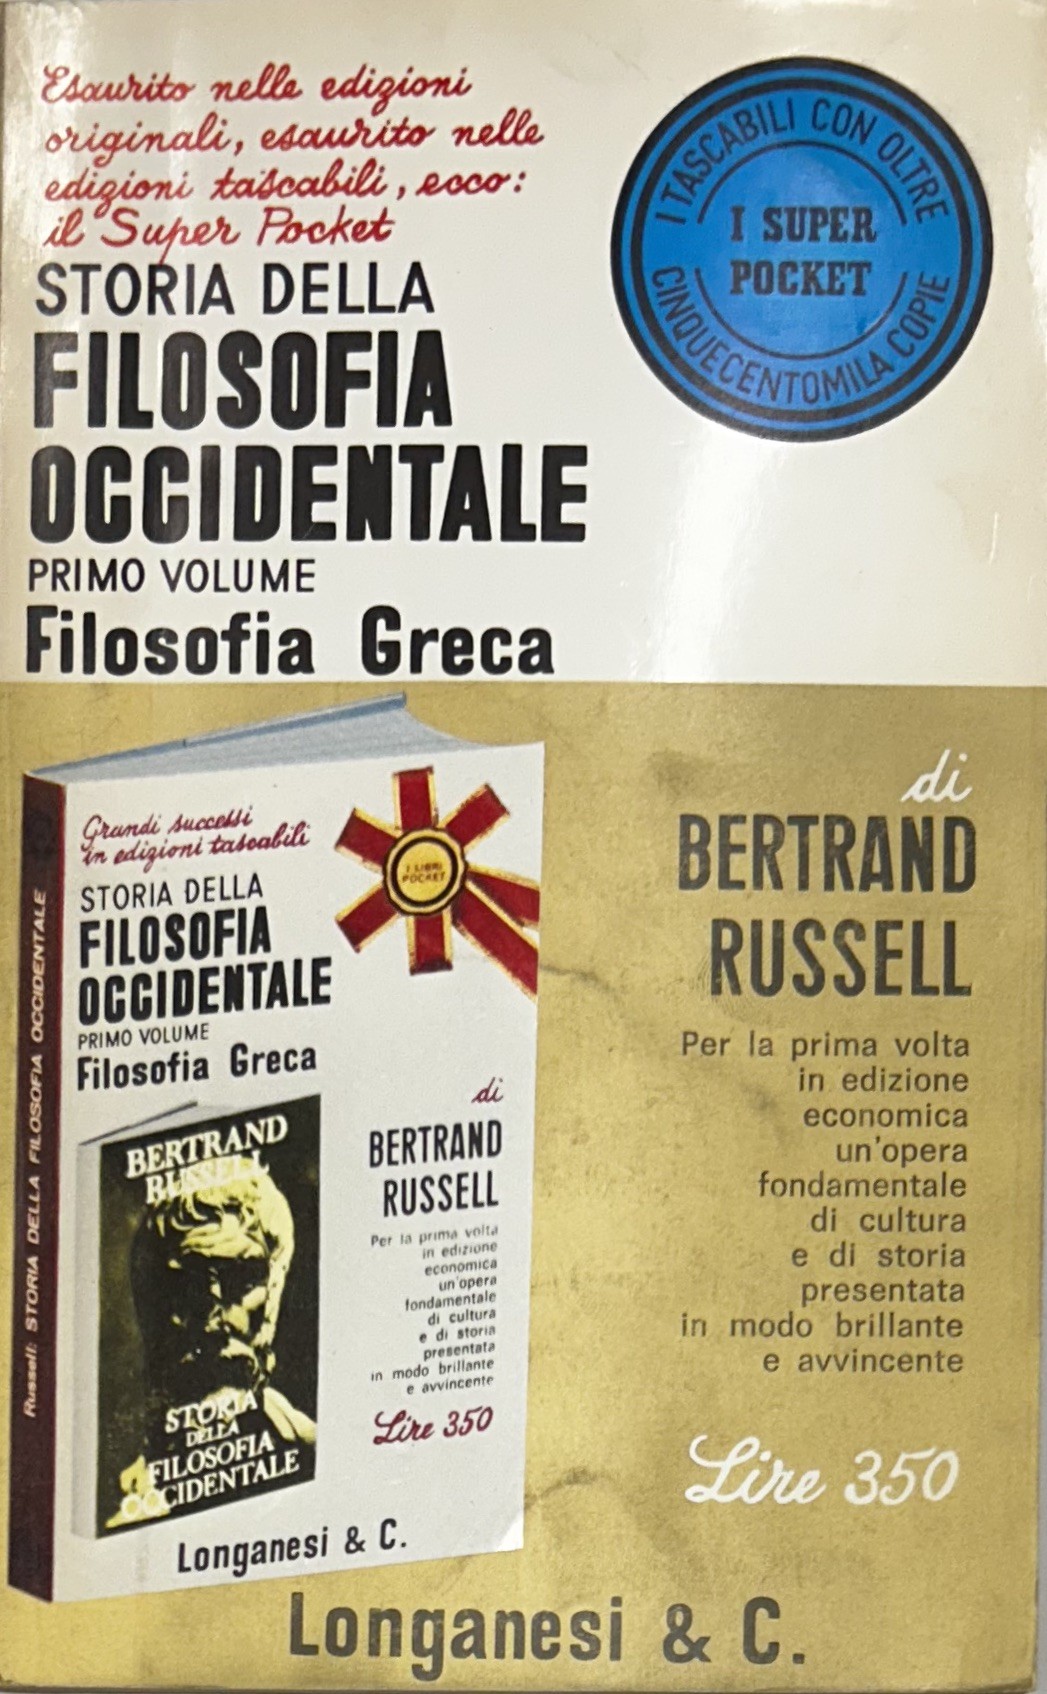 Esaurito nelle edizioni
originali, esaurito nelle
edizioni tascabili, ecco:
il Super Pocket
I TASCABILI CON OLTRE
I SUPER
POCKET
CINQUECENTOMILA COPIE
STORIA DELLA
FILOSOFIA
OCCIDENTALE
PRIMO VOLUME
Filosofia Greca
di
BERTRAND
RUSSELL
Per la prima volta
in edizione
economica
un'opera
fondamentale
di cultura
e di storia
presentata
in modo brillante
e avvincente
Lire 350
Russell: STORIA DELLA FILOSOFIA OCCIDENTALE
Grandi successi
in edizioni tascabili
I LIBRI
POCKET
STORIA DELLA
FILOSOFIA
OCCIDENTALE
PRIMO VOLUME
Filosofia Greca
di
BERTRAND
RUSSELL
Per la prima volta
in edizione
economica
un'opera
fondamentale
di cultura
e di storia
presentata
in modo brillante
e avvincente
Lire 350
BERTRAND
RUSSELL
STORIA
DELLA
FILOSOFIA
OCCIDENTALE
Longanesi & C.
Longanesi & C.